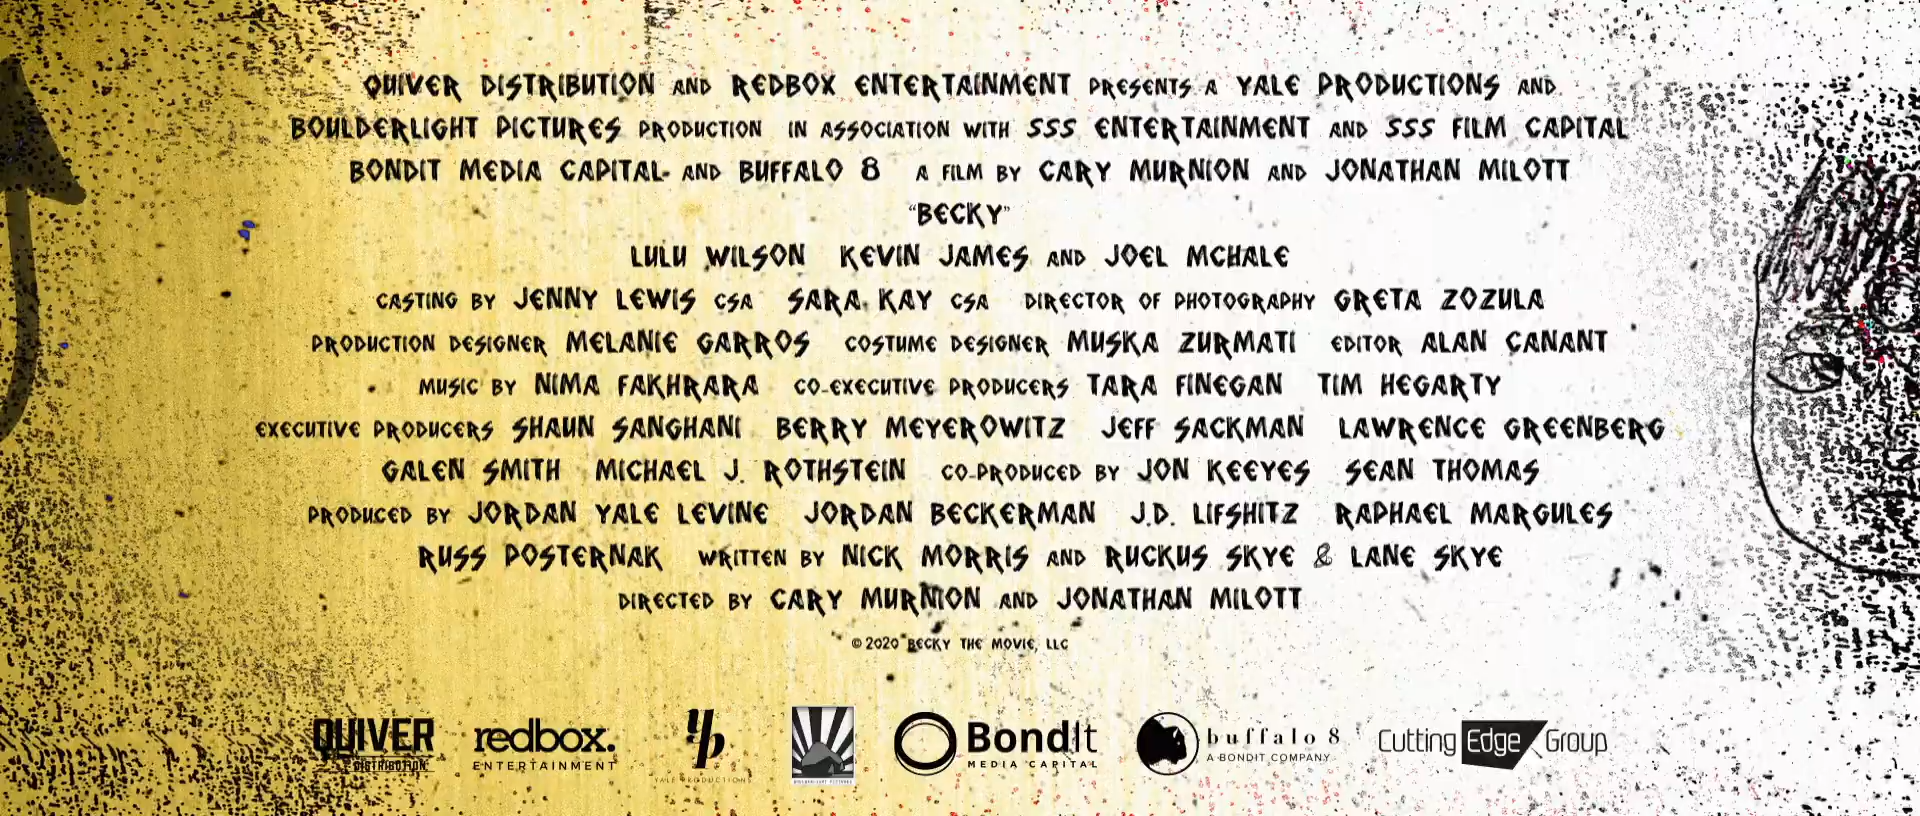 QUIVER DISTRIBUTION AND REDBOX ENTERTAINMENT PRESENTS A YALE PRODUCTIONS AND
BOULDERLIGHT PICTURES PRODUCTION IN ASSOCIATION WITH SSS ENTERTAINMENT AND SSS FILM CAPITAL
BONDIT MEDIA CAPITAL AND BUFFALO 8 A FILM BY CARY MURNION AND JONATHAN MILOTT
“BECKY”
LULU WILSON KEVIN JAMES AND JOEL MCHALE
CASTING BY JENNY LEWIS CSA SARA KAY CSA DIRECTOR OF PHOTOGRAPHY GRETA ZOZULA
PRODUCTION DESIGNER MELANIE GARROS COSTUME DESIGNER MUSKA ZURMATI EDITOR ALAN CANANT
MUSIC BY NIMA FAKHRARA CO-EXECUTIVE PRODUCERS TARA FINEGAN TIM HEGARTY
EXECUTIVE PRODUCERS SHAUN SANGHANI BERRY MEYEROWITZ JEFF SACKMAN LAWRENCE GREENBERG
GALEN SMITH MICHAEL J. ROTHSTEIN CO-PRODUCED BY JON KEEYES SEAN THOMAS
PRODUCED BY JORDAN YALE LEVINE JORDAN BECKERMAN J.D. LIFSHITZ RAPHAEL MARGULES
RUSS POSTERNAK WRITTEN BY NICK MORRIS AND RUCKUS SKYE & LANE SKYE
DIRECTED BY CARY MURNION AND JONATHAN MILOTT
© 2020 BECKY THE MOVIE, LLC
QUIVER DISTRIBUTION
redbox. ENTERTAINMENT
yp YALE PRODUCTIONS
BOULDERLIGHT PICTURES
BondIt MEDIA CAPITAL
buffalo 8 A BONDIT COMPANY
Cutting Edge Group